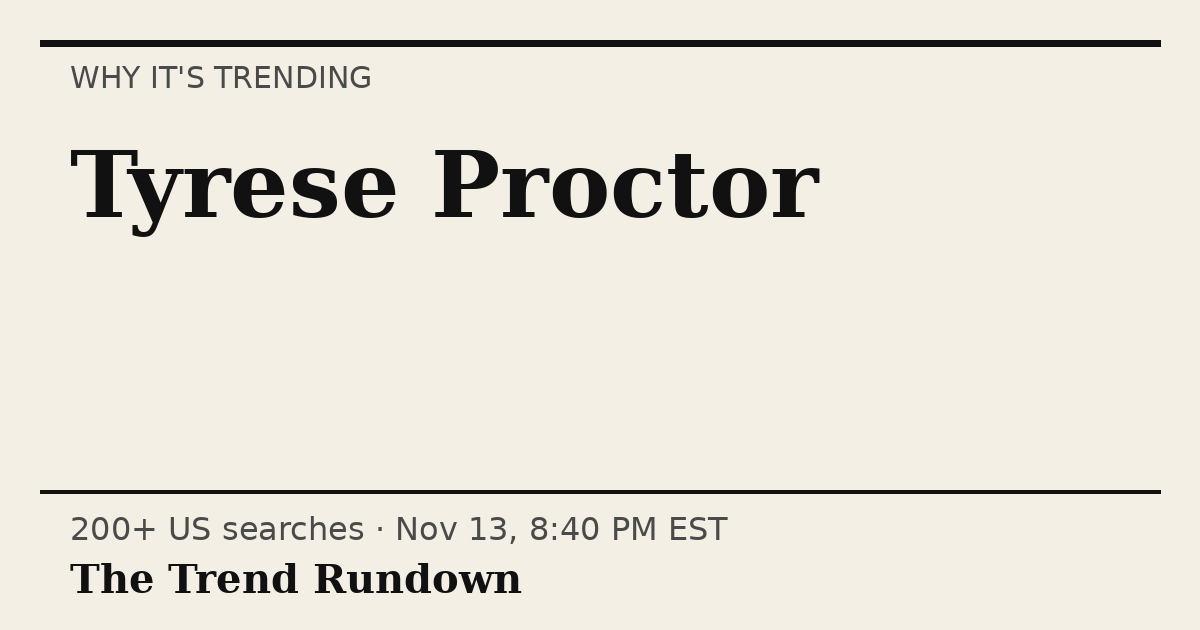 WHY IT'S TRENDING
Tyrese Proctor
200+ US searches · Nov 13, 8:40 PM EST
The Trend Rundown